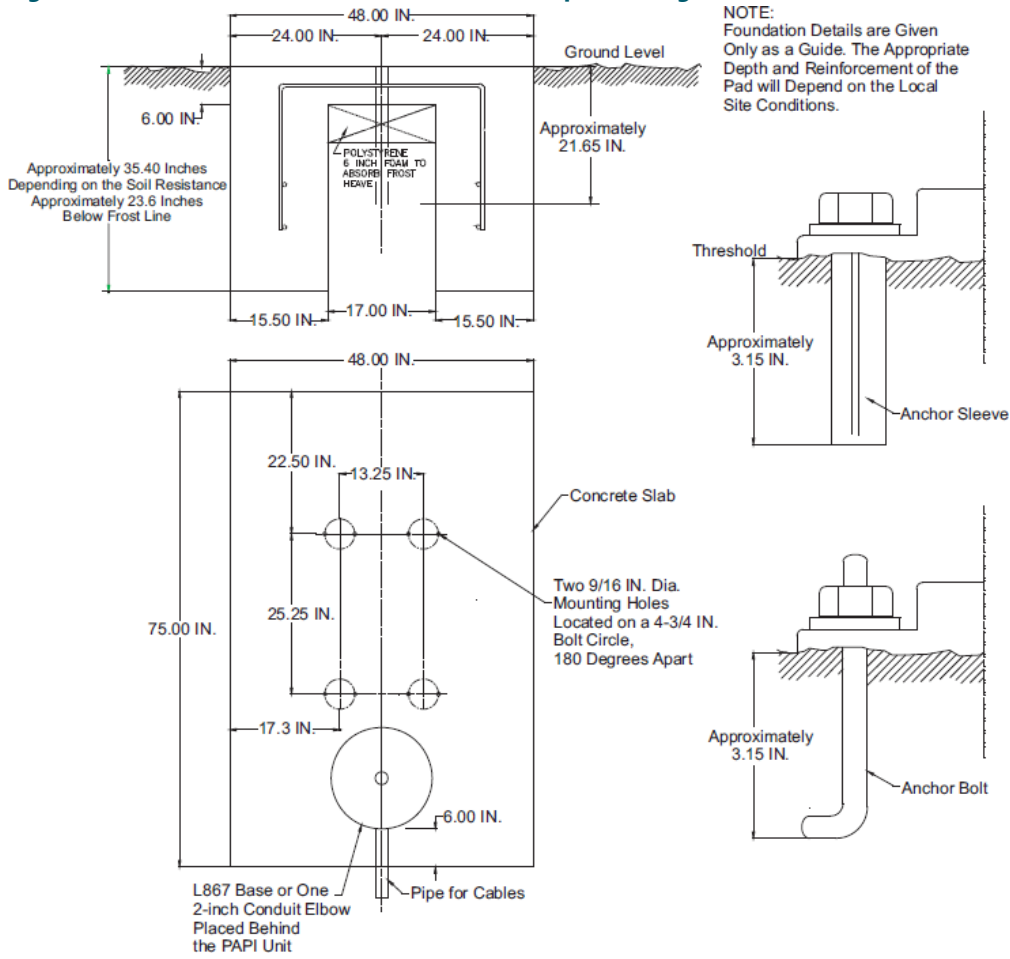 48.00 IN.
24.00 IN.
24.00 IN.
NOTE:
Foundation Details are Given
Only as a Guide. The Appropriate
Depth and Reinforcement of the
Pad will Depend on the Local
Site Conditions.
Ground Level
6.00 IN.
Approximately
21.65 IN.
POLYSTYRENE
6 INCH FOAM TO
ABSORB FROST
HEAVE
Approximately 35.40 Inches
Depending on the Soil Resistance
Approximately 23.6 Inches
Below Frost Line
15.50 IN.
17.00 IN.
15.50 IN.
Threshold
Approximately
3.15 IN.
Anchor Sleeve
48.00 IN.
22.50 IN.
13.25 IN.
Concrete Slab
25.25 IN.
75.00 IN.
Two 9/16 IN. Dia.
Mounting Holes
Located on a 4-3/4 IN.
Bolt Circle,
180 Degrees Apart
17.3 IN.
6.00 IN.
L867 Base or One
2-inch Conduit Elbow
Placed Behind
the PAPI Unit
Pipe for Cables
Approximately
3.15 IN.
Anchor Bolt